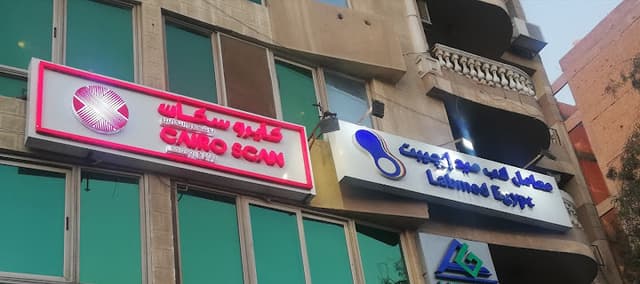 كايرو سكان
CAIRO SCAN
معامل لاب ميد إيجيبت
Labmed Egypt